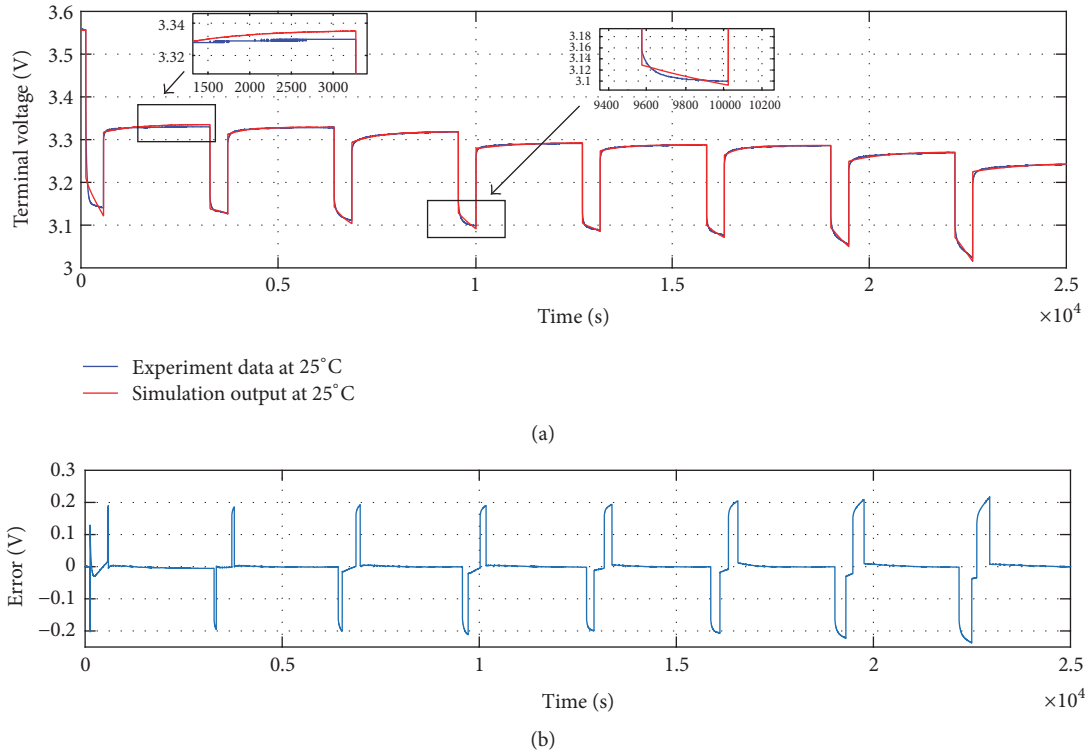 3.6
3.5
3.4
3.3
3.2
3.1
3
Terminal voltage (V)
3.34
3.32
1500 2000 2500 3000
3.18
3.16
3.14
3.12
3.1
9400 9600 9800 10000 10200
0 0.5 1 1.5 2 2.5
×10⁴
Time (s)
Experiment data at 25°C
Simulation output at 25°C
(a)
0.3
0.2
0.1
0
−0.1
−0.2
Error (V)
0 0.5 1 1.5 2 2.5
×10⁴
Time (s)
(b)